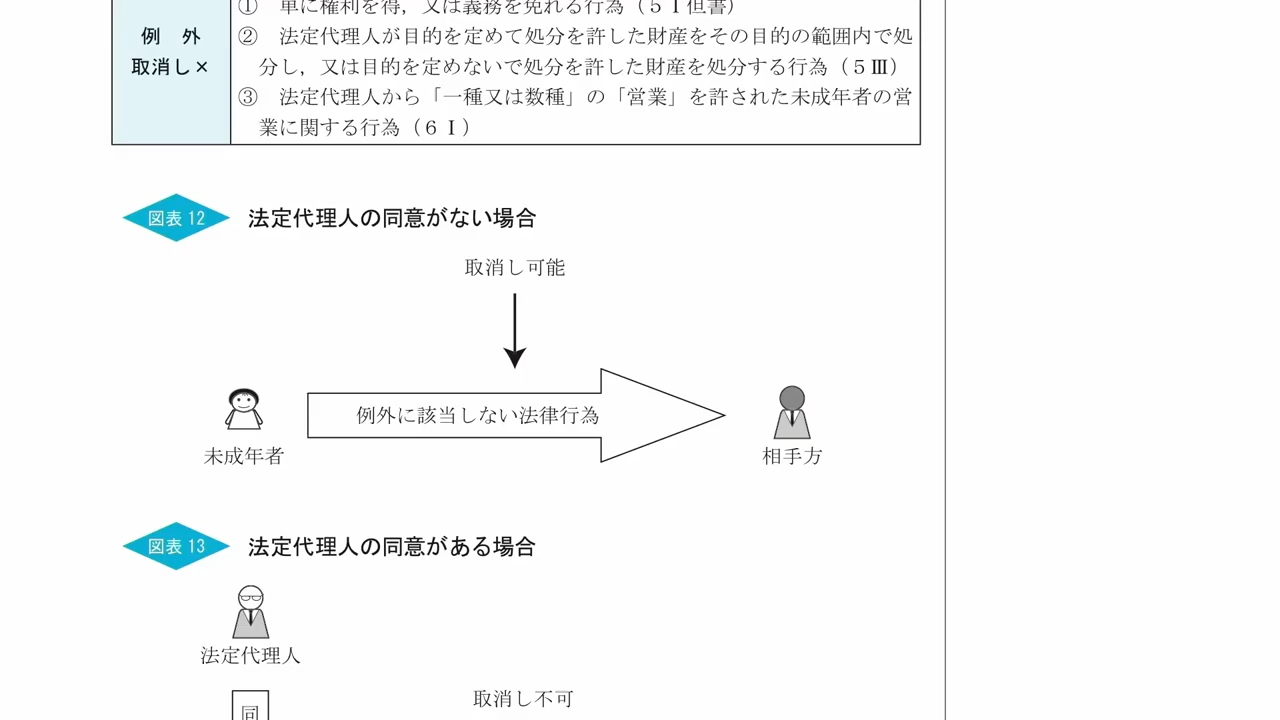 ① 単に権利を得，又は義務を免れる行為（５Ⅰ但書）
例　外
取消し×
② 法定代理人が目的を定めて処分を許した財産をその目的の範囲内で処
分し，又は目的を定めないで処分を許した財産を処分する行為（５Ⅲ）
③ 法定代理人から「一種又は数種」の「営業」を許された未成年者の営
業に関する行為（６Ⅰ）
図表12 法定代理人の同意がない場合
取消し可能
例外に該当しない法律行為
未成年者
相手方
図表13 法定代理人の同意がある場合
法定代理人
取消し不可
同